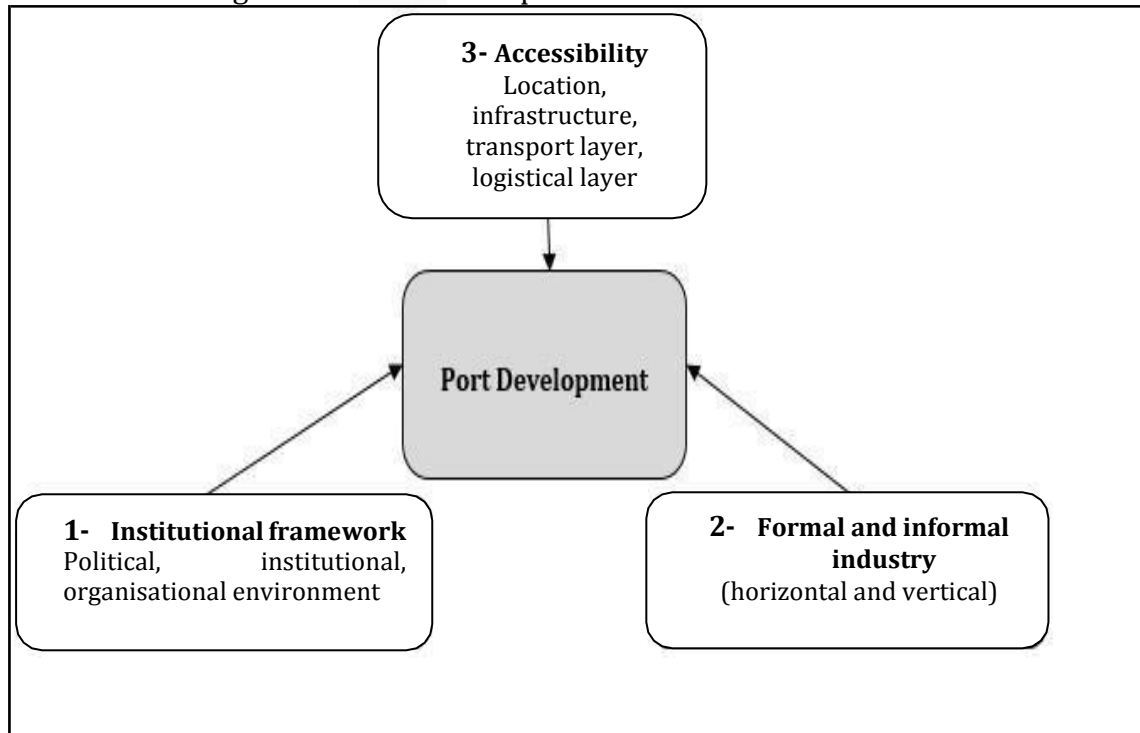 3- Accessibility
Location,
infrastructure,
transport layer,
logistical layer
Port Development
1- Institutional framework
Political, institutional,
organisational environment
2- Formal and informal
industry
(horizontal and vertical)